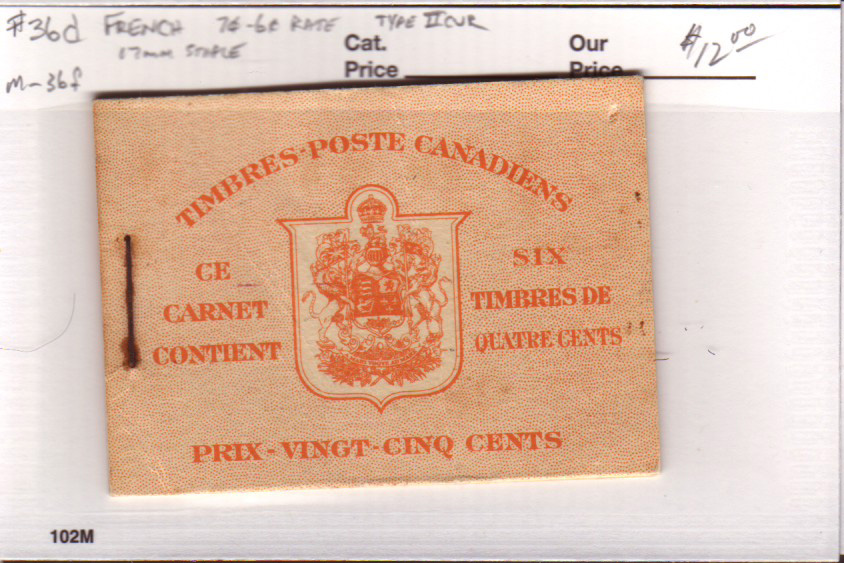 #36d FRENCH 7¢-6¢ RATE TYPE II CVR
17mm STAPLE
m-36f
Cat.
Price
Our
Price
$12.00
TIMBRES-POSTE CANADIENS
CE
CARNET
CONTIENT
SIX
TIMBRES DE
QUATRE CENTS
PRIX-VINGT-CINQ CENTS
102M